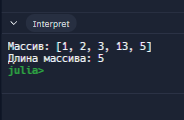 Interpret
Массив: [1, 2, 3, 13, 5]
Длина массива: 5
julia>